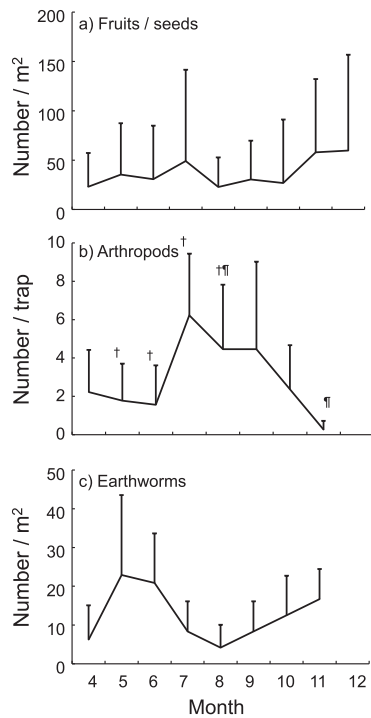 a) Fruits / seeds
Number / m²
200
150
100
50
0
b) Arthropods
Number / trap
10
8
6
4
2
0
†
†
†
†¶
¶
c) Earthworms
Number / m²
50
40
30
20
10
0
4 5 6 7 8 9 10 11 12
Month